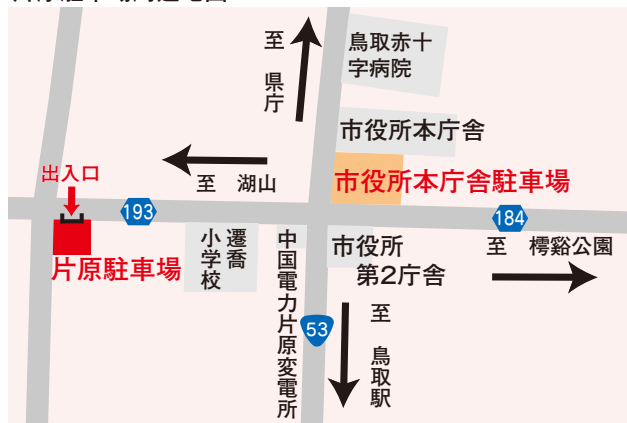 至 県庁
鳥取赤十
字病院
市役所本庁舎
至 湖山
市役所本庁舎駐車場
出入口
193
184
片原駐車場
遷喬
小学校
中国電力片原変電所
市役所
第2庁舎
至 樗谿公園
53
至 鳥取駅